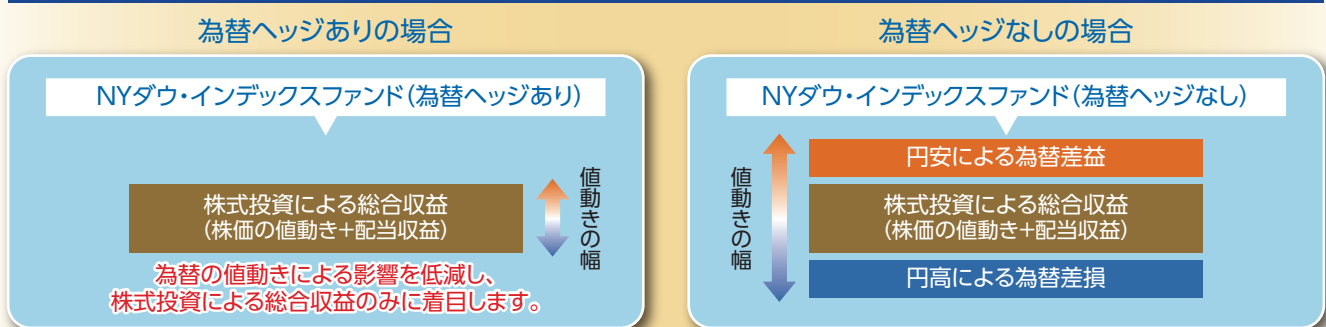 為替ヘッジありの場合
NYダウ・インデックスファンド(為替ヘッジあり)
株式投資による総合収益
(株価の値動き+配当収益)
値動きの幅
為替の値動きによる影響を低減し、
株式投資による総合収益のみに着目します。
為替ヘッジなしの場合
NYダウ・インデックスファンド(為替ヘッジなし)
値動きの幅
円安による為替差益
株式投資による総合収益
(株価の値動き+配当収益)
円高による為替差損